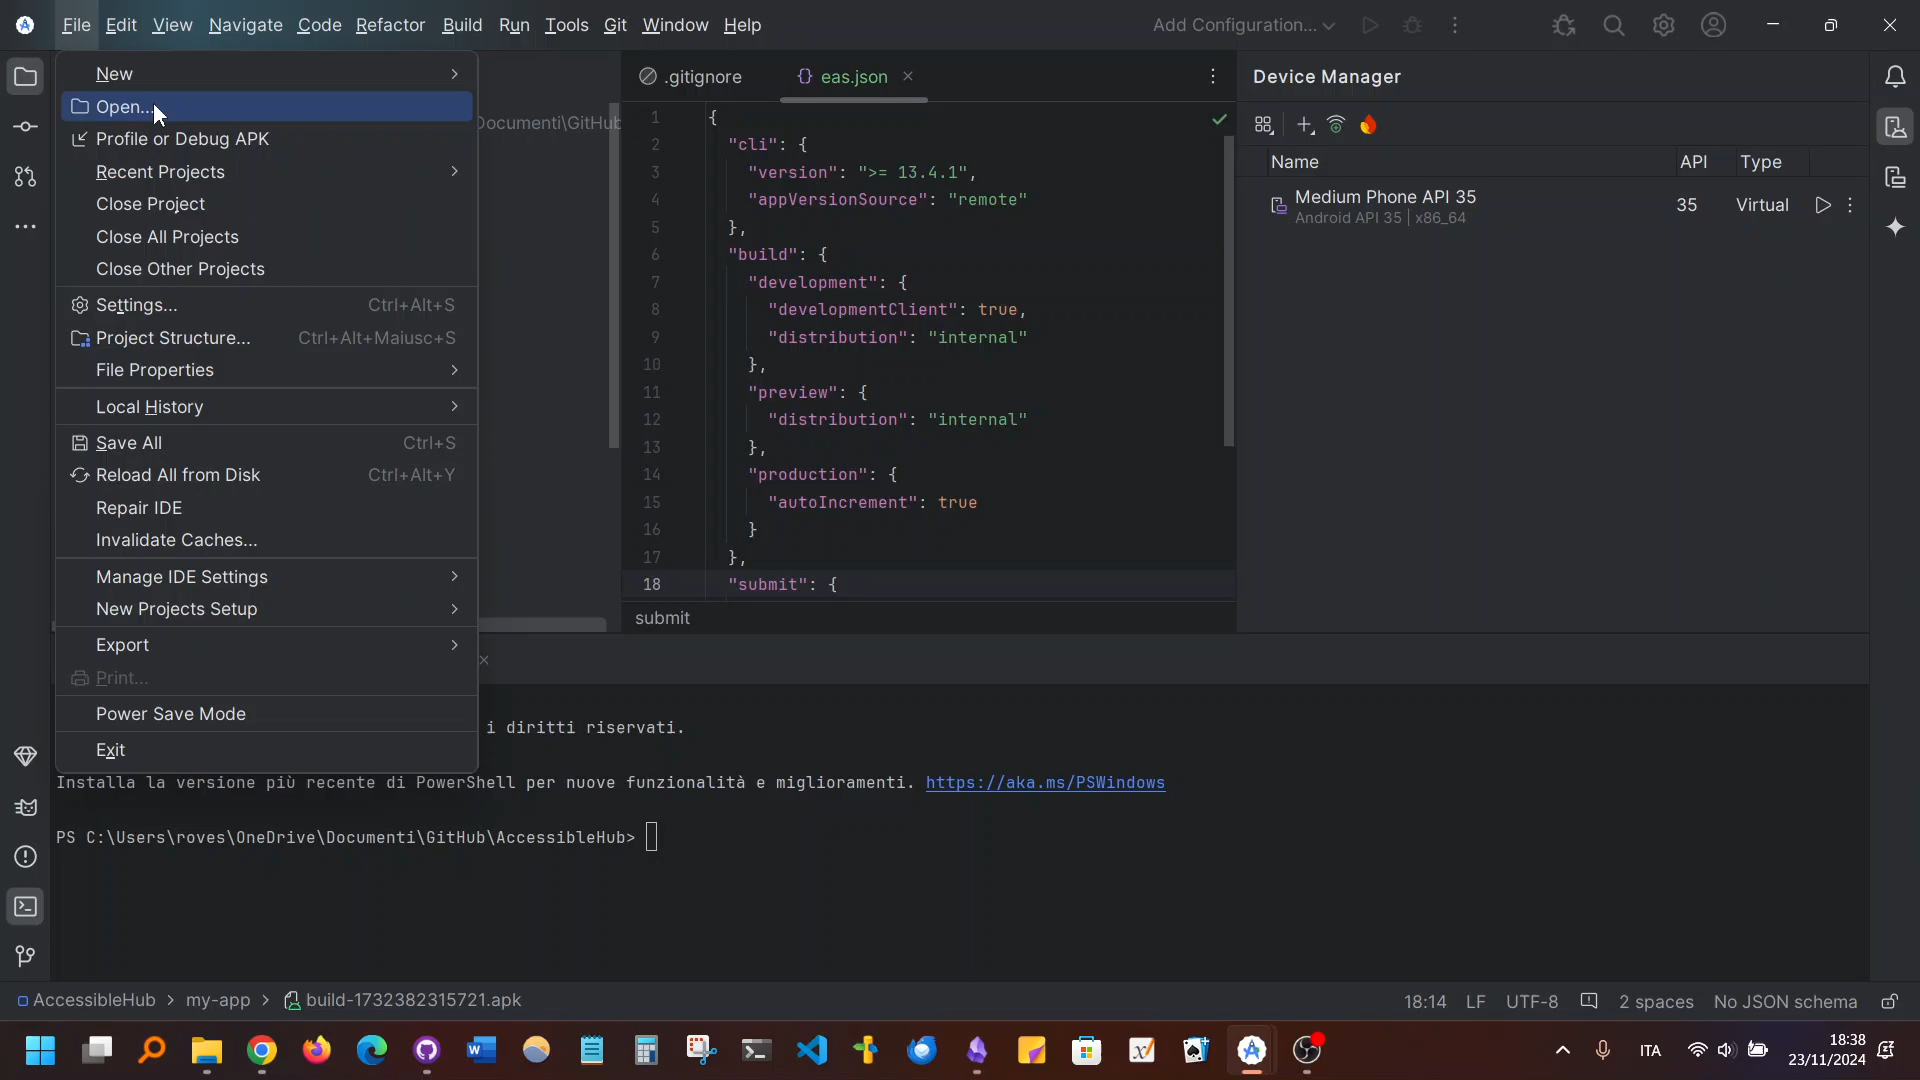 File Edit View Navigate Code Refactor Build Run Tools Git Window Help
Add Configuration...
New
Open...
Profile or Debug APK
Recent Projects
Close Project
Close All Projects
Close Other Projects
Settings... Ctrl+Alt+S
Project Structure... Ctrl+Alt+Maiusc+S
File Properties
Local History
Save All Ctrl+S
Reload All from Disk Ctrl+Alt+Y
Repair IDE
Invalidate Caches...
Manage IDE Settings
New Projects Setup
Export
Print...
Power Save Mode
Exit
Documenti\GitHub
.gitignore
{} eas.json
1 {
2 "cli": {
3 "version": ">= 13.4.1",
4 "appVersionSource": "remote"
5 },
6 "build": {
7 "development": {
8 "developmentClient": true,
9 "distribution": "internal"
10 },
11 "preview": {
12 "distribution": "internal"
13 },
14 "production": {
15 "autoIncrement": true
16 }
17 },
18 "submit": {
submit
Device Manager
Name API Type
Medium Phone API 35 35 Virtual
Android API 35 | x86_64
i diritti riservati.
Installa la versione più recente di PowerShell per nuove funzionalità e miglioramenti. https://aka.ms/PSWindows
PS C:\Users\roves\OneDrive\Documenti\GitHub\AccessibleHub>
AccessibleHub > my-app > build-1732382315721.apk
18:14 LF UTF-8 2 spaces No JSON schema
ITA
18:38
23/11/2024